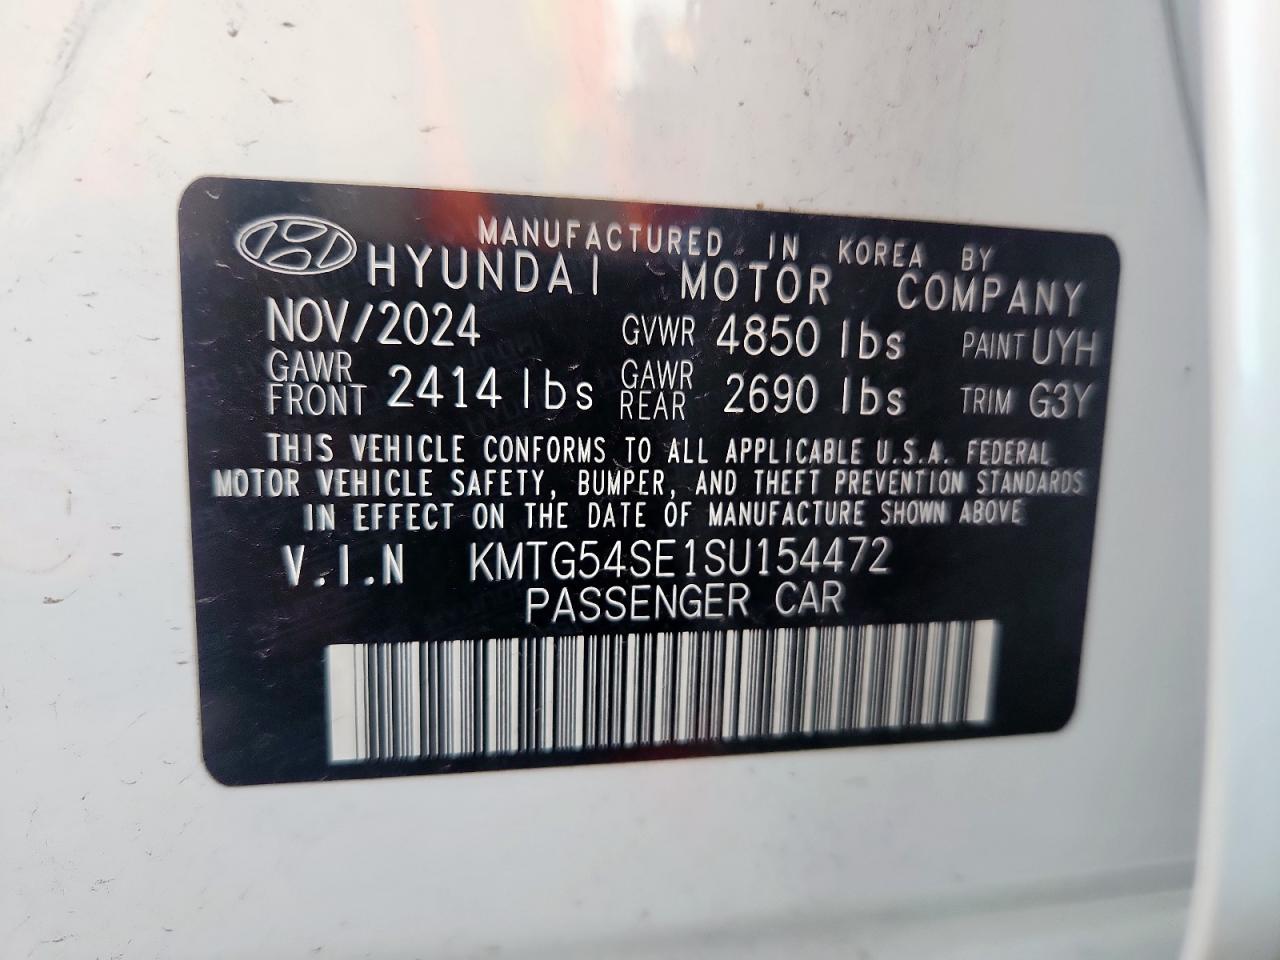 MANUFACTURED IN KOREA BY
HYUNDAI MOTOR COMPANY
NOV/2024 GVWR 4850 lbs PAINT UYH
GAWR FRONT 2414 lbs GAWR REAR 2690 lbs TRIM G3Y
THIS VEHICLE CONFORMS TO ALL APPLICABLE U.S.A. FEDERAL
MOTOR VEHICLE SAFETY, BUMPER, AND THEFT PREVENTION STANDARDS
IN EFFECT ON THE DATE OF MANUFACTURE SHOWN ABOVE
V.I.N KMTG54SE1SU154472
PASSENGER CAR